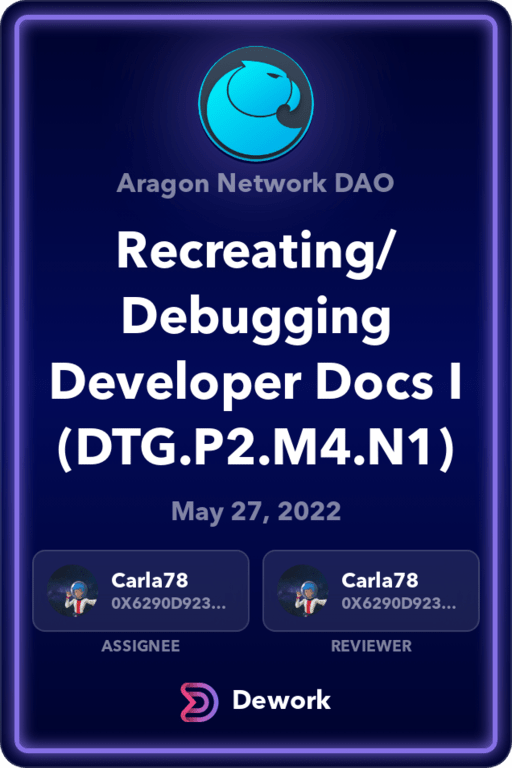 Aragon Network DAO
Recreating/
Debugging
Developer Docs I
(DTG.P2.M4.N1)
May 27, 2022
Carla78
0X6290D923...
ASSIGNEE
Carla78
0X6290D923...
REVIEWER
Dework